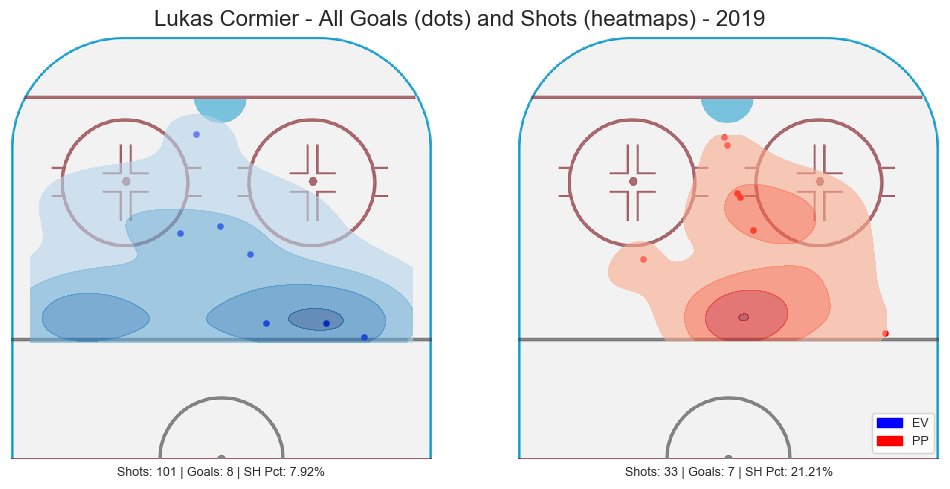 Lukas Cormier - All Goals (dots) and Shots (heatmaps) - 2019
EV
PP
Shots: 101 | Goals: 8 | SH Pct: 7.92%
Shots: 33 | Goals: 7 | SH Pct: 21.21%